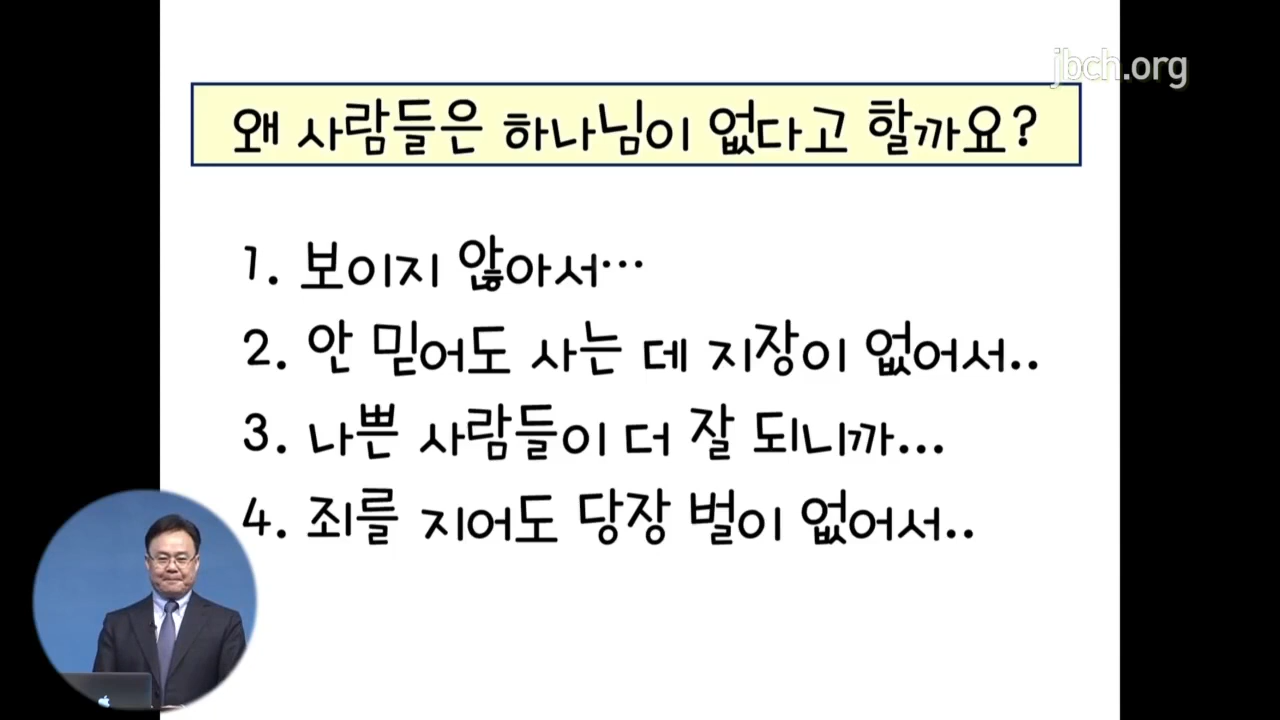 jbch.org
왜 사람들은 하나님이 없다고 할까요?
1. 보이지 않아서…
2. 안 믿어도 사는 데 지장이 없어서..
3. 나쁜 사람들이 더 잘 되니까...
4. 죄를 지어도 당장 벌이 없어서..